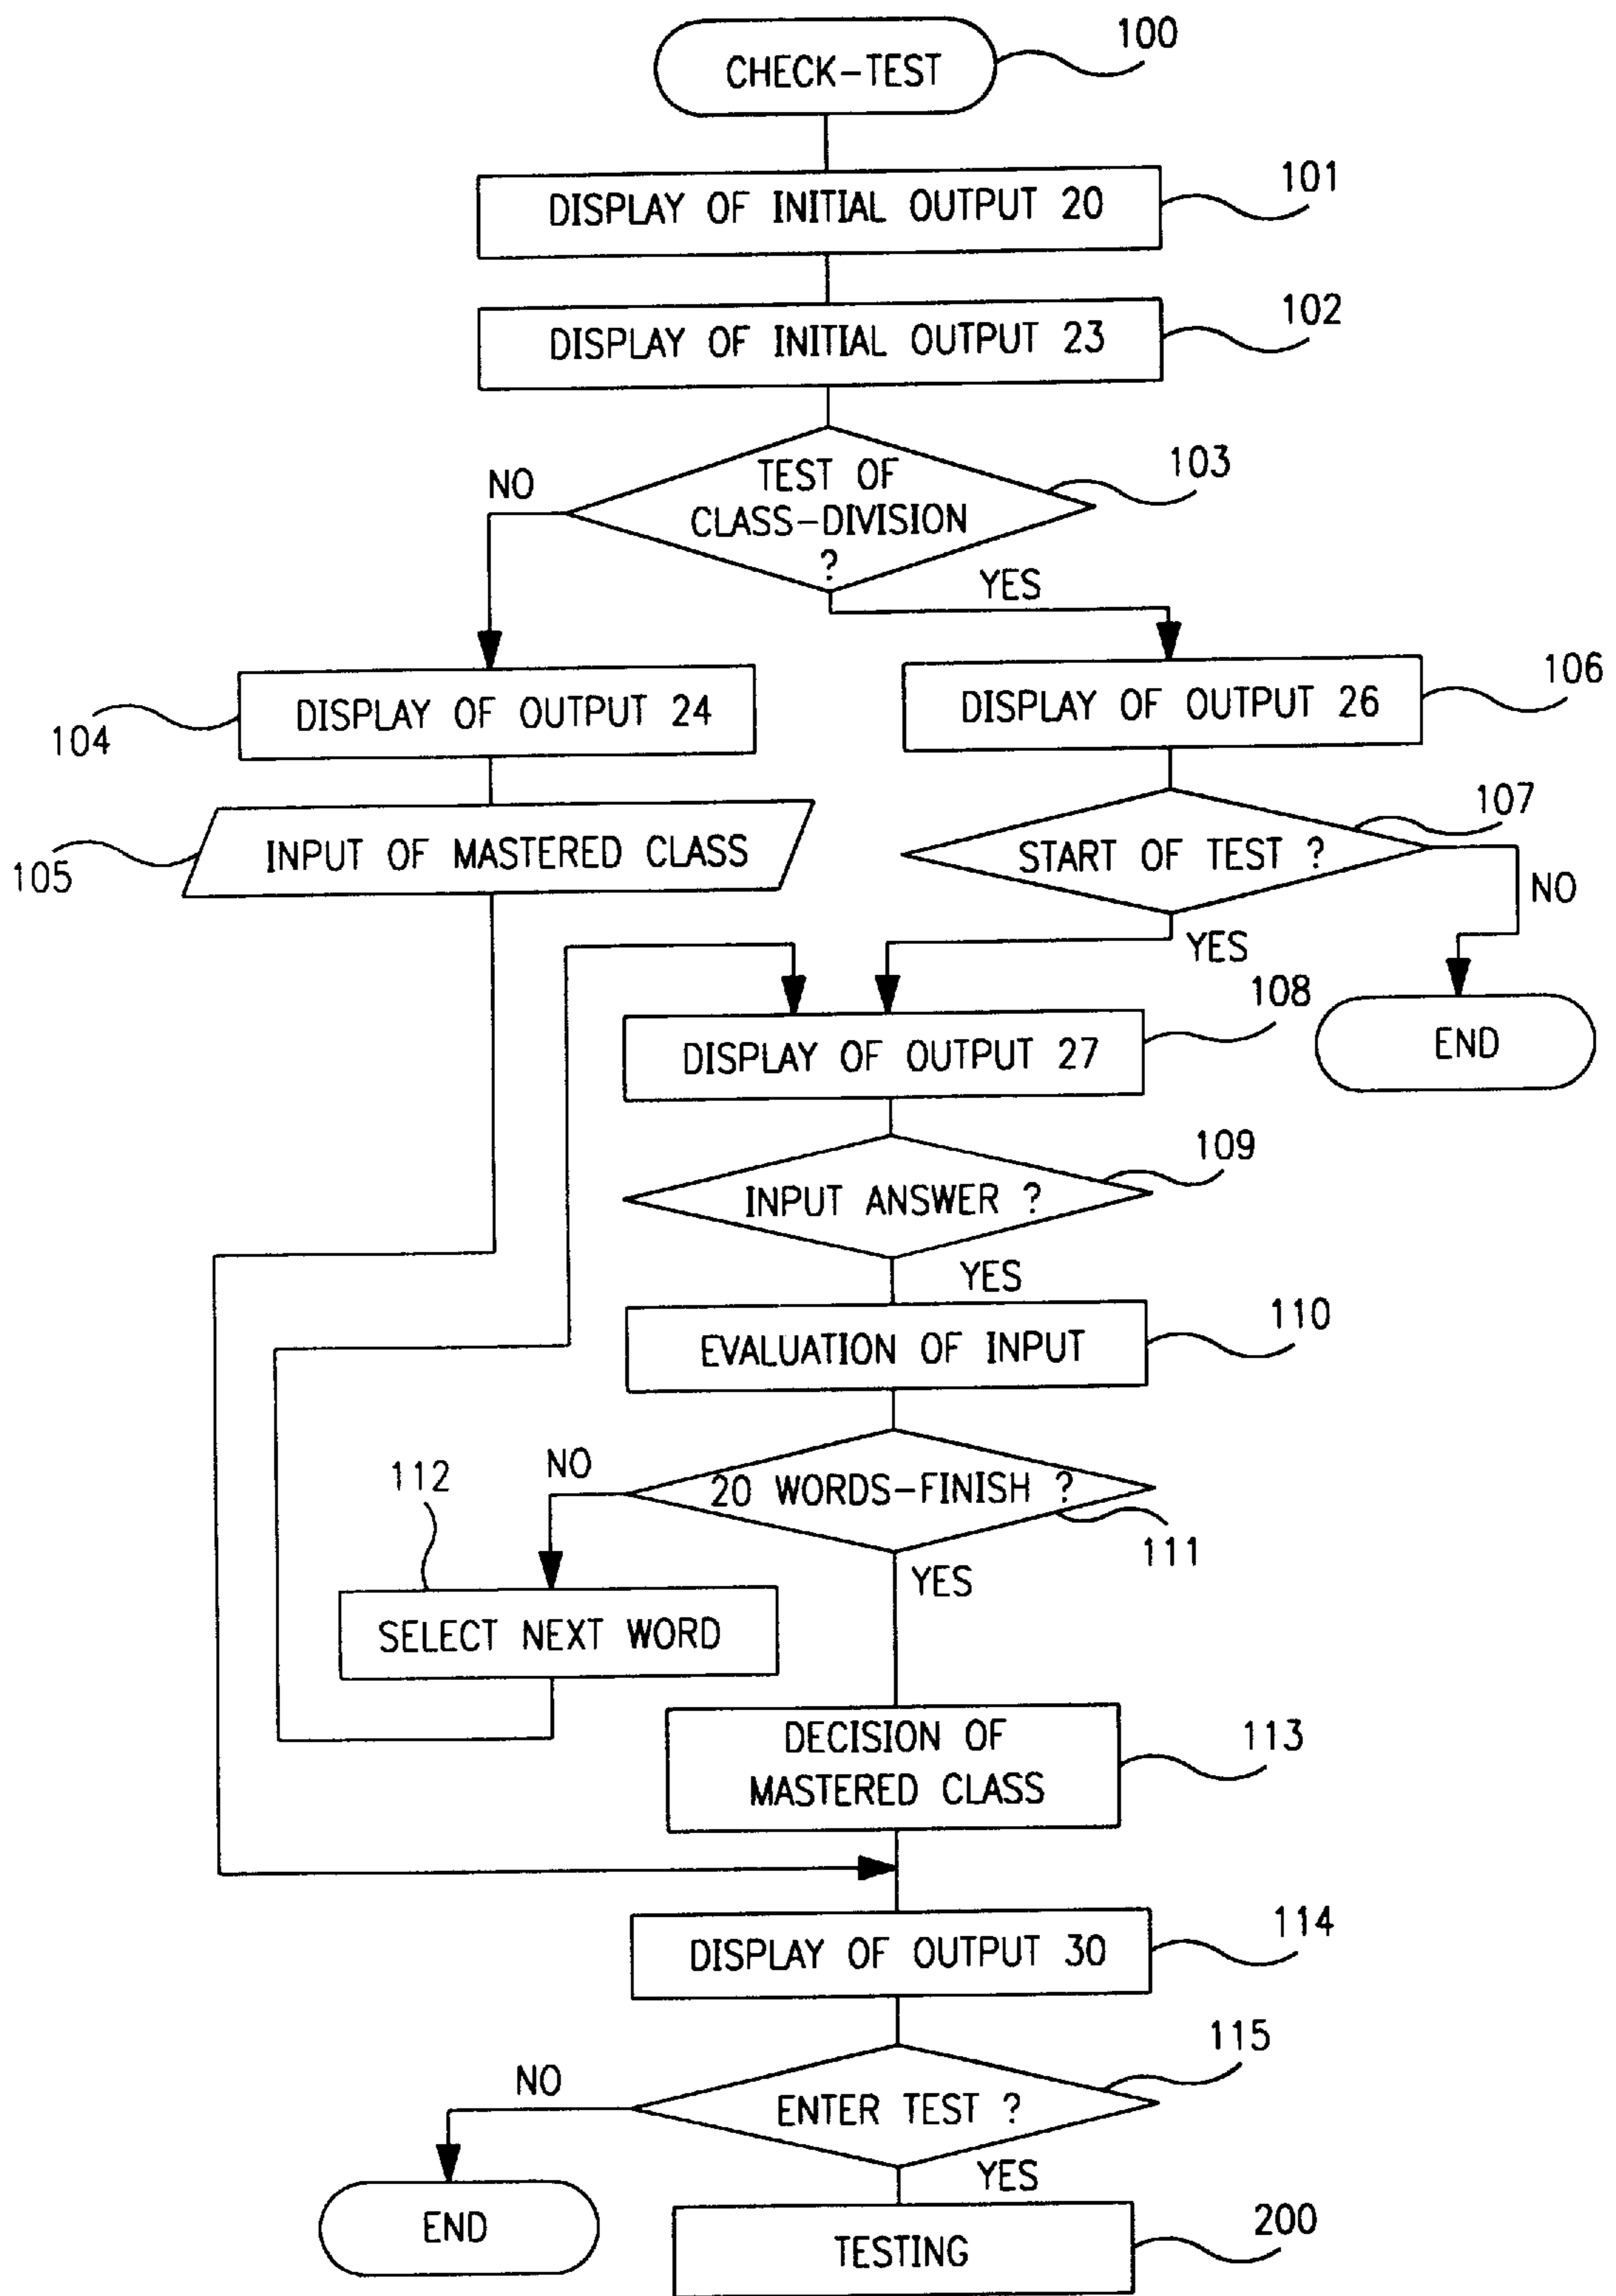 CHECK-TEST
100
DISPLAY OF INITIAL OUTPUT 20
101
DISPLAY OF INITIAL OUTPUT 23
102
TEST OF
CLASS-DIVISION
?
103
NO
YES
DISPLAY OF OUTPUT 24
104
DISPLAY OF OUTPUT 26
106
INPUT OF MASTERED CLASS
105
START OF TEST ?
107
NO
YES
END
DISPLAY OF OUTPUT 27
108
INPUT ANSWER ?
109
YES
EVALUATION OF INPUT
110
20 WORDS-FINISH ?
111
NO
YES
112
SELECT NEXT WORD
DECISION OF
MASTERED CLASS
113
DISPLAY OF OUTPUT 30
114
ENTER TEST ?
115
NO
YES
END
TESTING
200